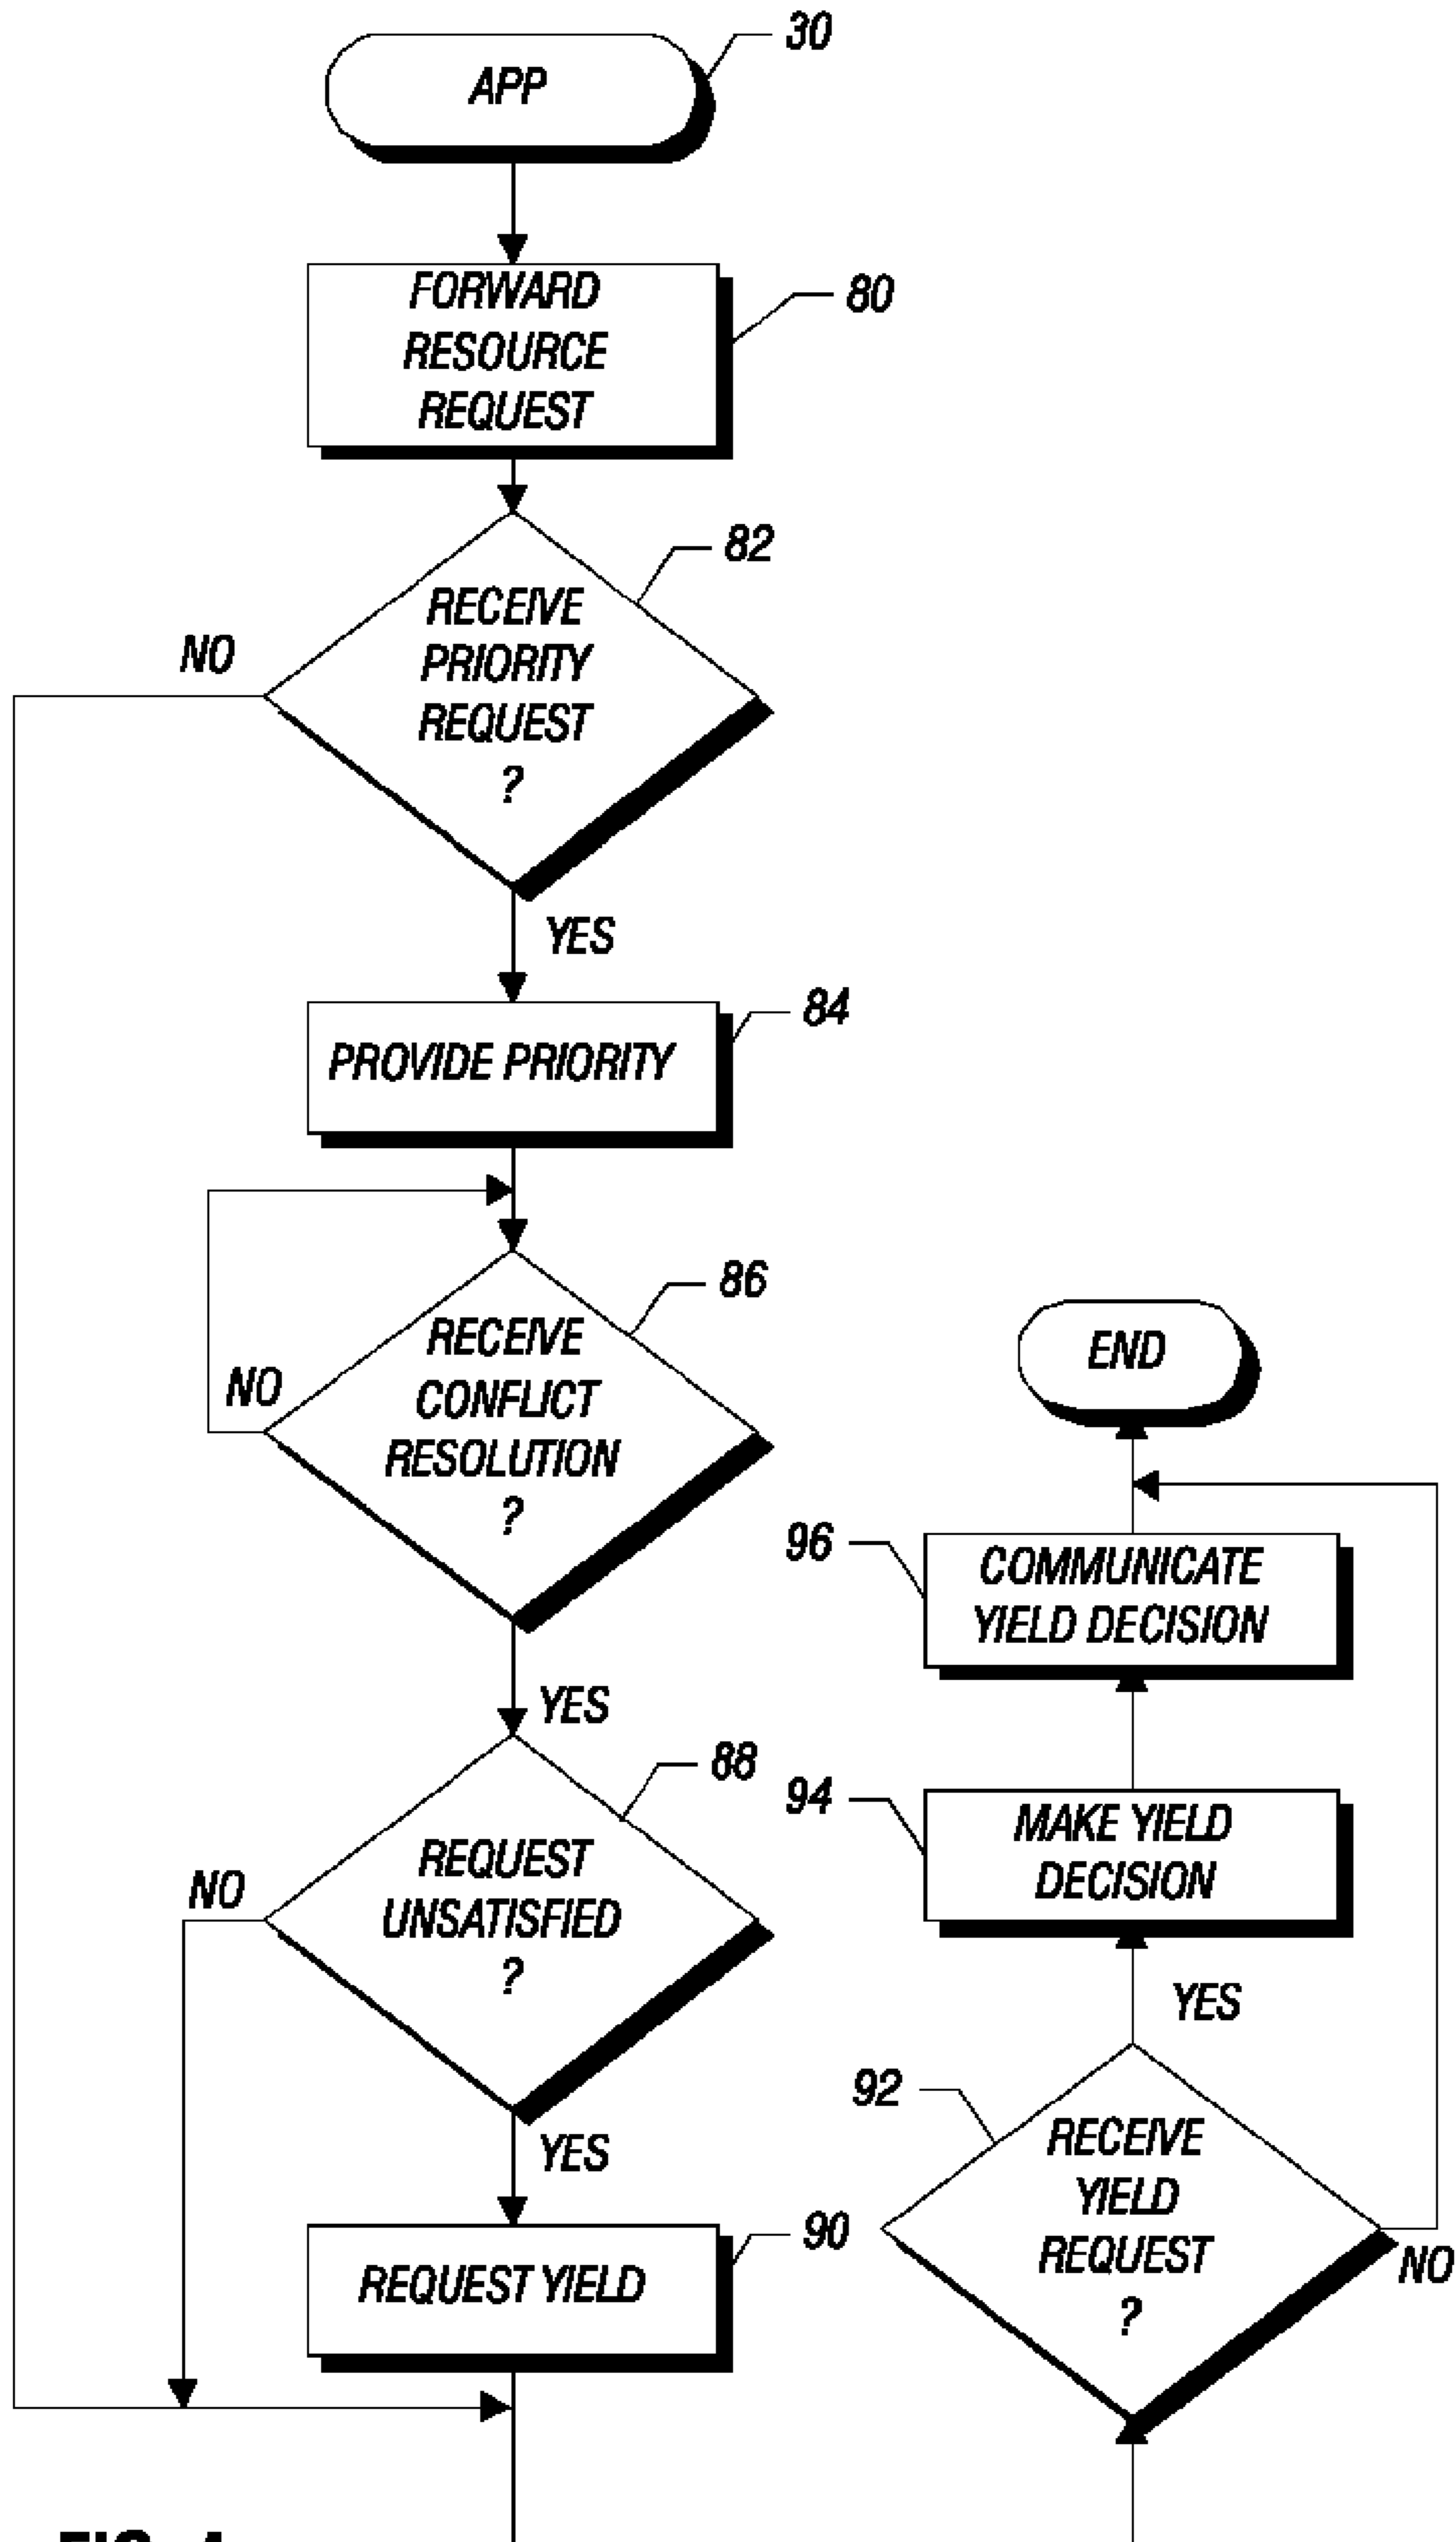 APP
30
FORWARD
RESOURCE
REQUEST
80
82
RECEIVE
PRIORITY
REQUEST
?
NO
YES
84
PROVIDE PRIORITY
86
RECEIVE
CONFLICT
RESOLUTION
?
NO
YES
88
REQUEST
UNSATISFIED
?
NO
YES
90
REQUEST YIELD
92
RECEIVE
YIELD
REQUEST
?
NO
YES
94
MAKE YIELD
DECISION
96
COMMUNICATE
YIELD DECISION
END